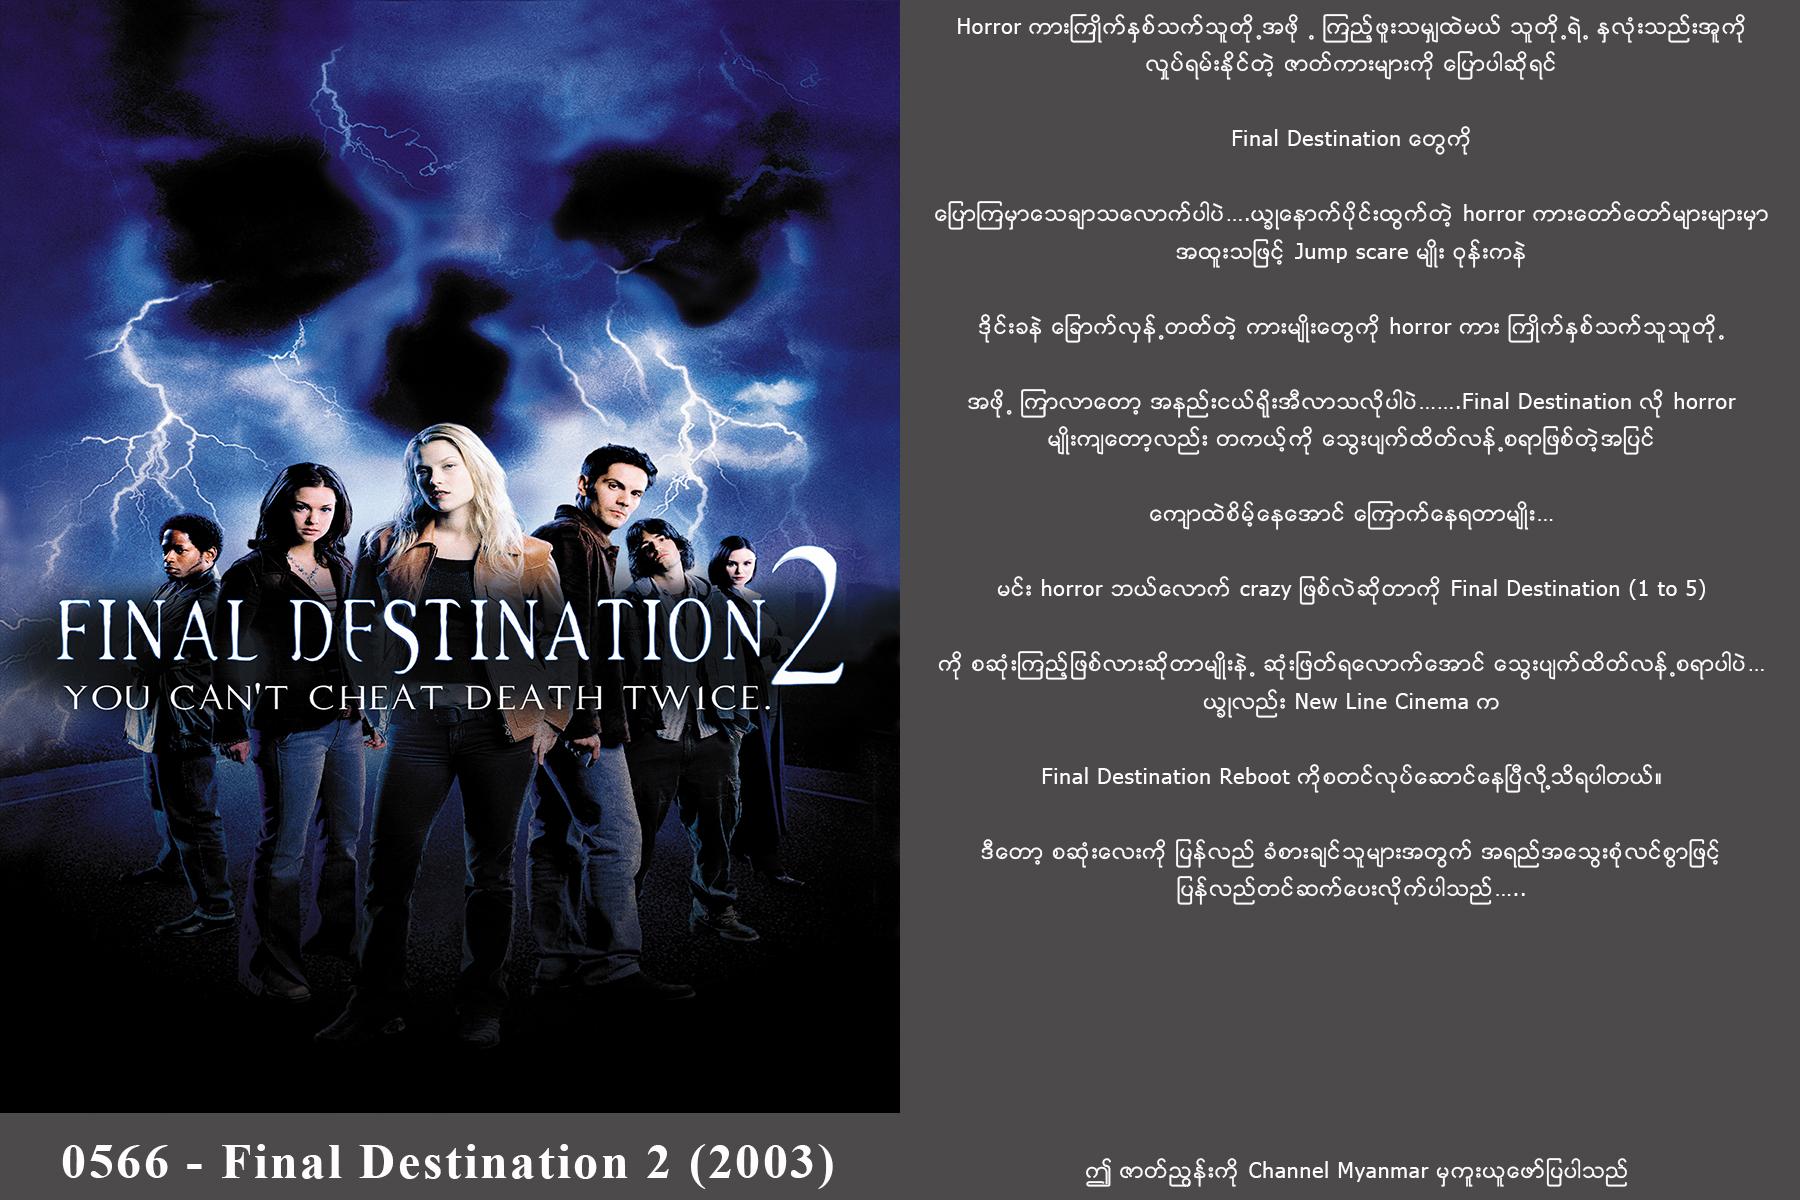 FINAL DESTINATION 2
YOU CAN'T CHEAT DEATH TWICE.
0566 - Final Destination 2 (2003)
Horror ကားကြိုက်နှစ်သက်သူတို့အဖို့ ကြည့်ဖူးသမျှထဲမယ် သူတို့ရဲ့ နှလုံးသည်းအူကို
လှုပ်ရမ်းနိုင်တဲ့ ဇာတ်ကားများကို ပြောပါဆိုရင်
Final Destination တွေကို
ပြောကြမှာသေချာသလောက်ပါပဲ....ယ္ခုနောက်ပိုင်းထွက်တဲ့ horror ကားတော်တော်များများမှာ
အထူးသဖြင့် Jump scare မျိုး ဝုန်းကနဲ
ဒိုင်းခနဲ ခြောက်လှန့်တတ်တဲ့ ကားမျိုးတွေကို horror ကား ကြိုက်နှစ်သက်သူသူတို့
အဖို့ ကြာလာတော့ အနည်းငယ်ရိုးအီလာသလိုပါပဲ.......Final Destination လို horror
မျိုးကျတော့လည်း တကယ့်ကို သွေးပျက်ထိတ်လန့်စရာဖြစ်တဲ့အပြင်
ကျောထဲစိမ့်နေအောင် ကြောက်နေရတာမျိုး...
မင်း horror ဘယ်လောက် crazy ဖြစ်လဲဆိုတာကို Final Destination (1 to 5)
ကို စဆုံးကြည့်ဖြစ်လားဆိုတာမျိုးနဲ့ ဆုံးဖြတ်ရလောက်အောင် သွေးပျက်ထိတ်လန့်စရာပါပဲ...
ယ္ခုလည်း New Line Cinema က
Final Destination Reboot ကိုစတင်လုပ်ဆောင်နေပြီလို့သိရပါတယ်။
ဒီတော့ စဆုံးလေးကို ပြန်လည် ခံစားချင်သူများအတွက် အရည်အသွေးစုံလင်စွာဖြင့်
ပြန်လည်တင်ဆက်ပေးလိုက်ပါသည်.....
ဤ ဇာတ်ညွှန်းကို Channel Myanmar မှကူးယူဖော်ပြပါသည်